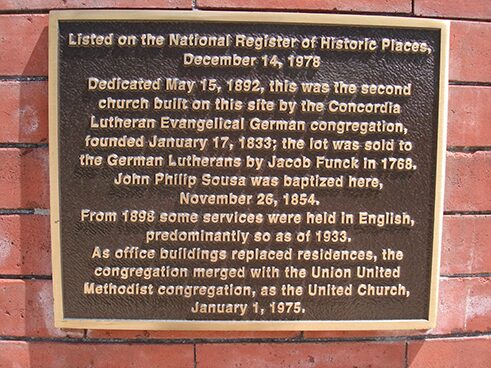 Listed on the National Register of Historic Places,
December 14, 1978
Dedicated May 15, 1892, this was the second
church built on this site by the Concordia
Lutheran Evangelical German congregation,
founded January 17, 1833; the lot was sold to
the German Lutherans by Jacob Funck in 1768.
John Philip Sousa was baptized here,
November 26, 1854.
From 1898 some services were held in English,
predominantly so as of 1933.
As office buildings replaced residences, the
congregation merged with the Union United
Methodist congregation, as the United Church,
January 1, 1975.